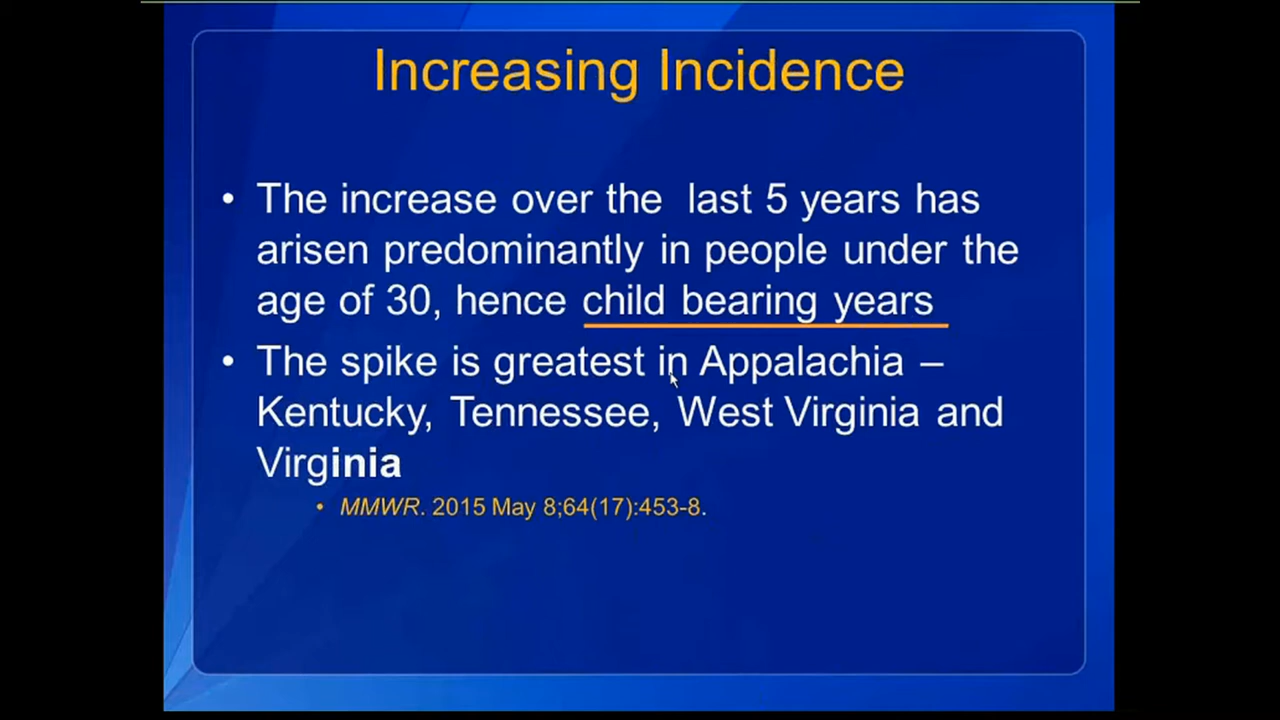 Increasing Incidence
• The increase over the last 5 years has
arisen predominantly in people under the
age of 30, hence child bearing years
• The spike is greatest in Appalachia –
Kentucky, Tennessee, West Virginia and
Virginia
• MMWR. 2015 May 8;64(17):453-8.